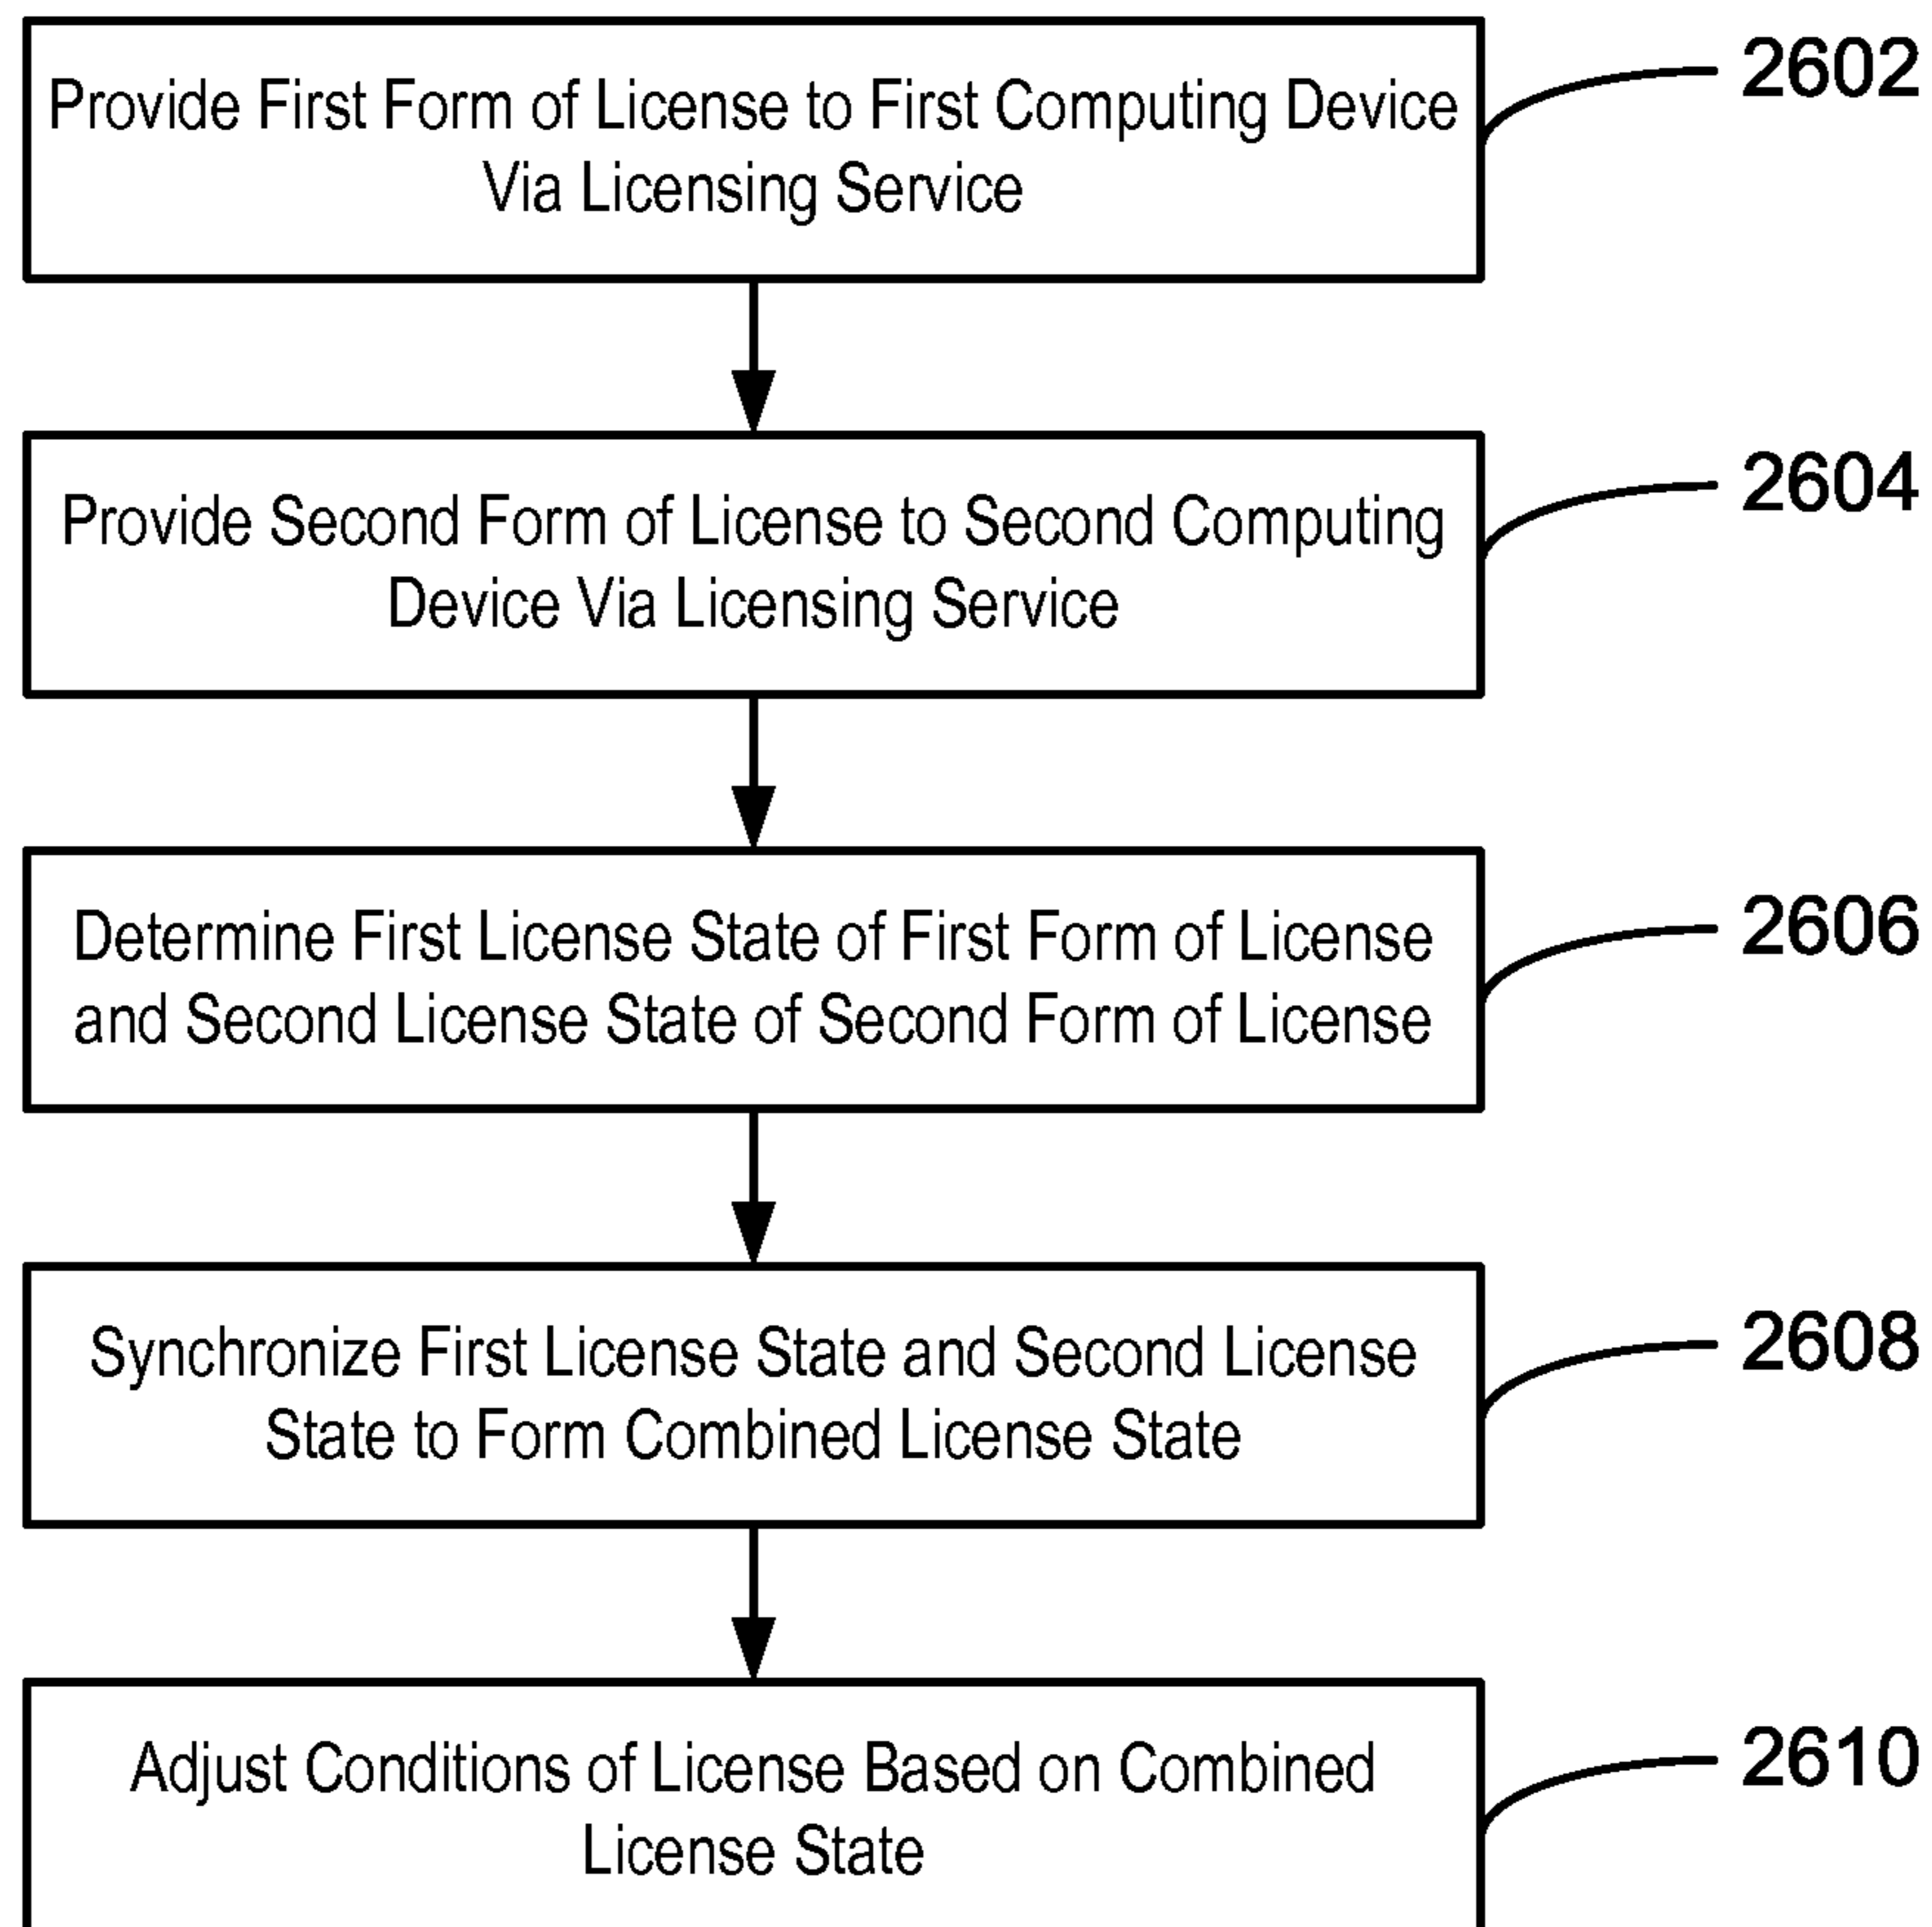 Provide First Form of License to First Computing Device
Via Licensing Service
2602
Provide Second Form of License to Second Computing
Device Via Licensing Service
2604
Determine First License State of First Form of License
and Second License State of Second Form of License
2606
Synchronize First License State and Second License
State to Form Combined License State
2608
Adjust Conditions of License Based on Combined
License State
2610